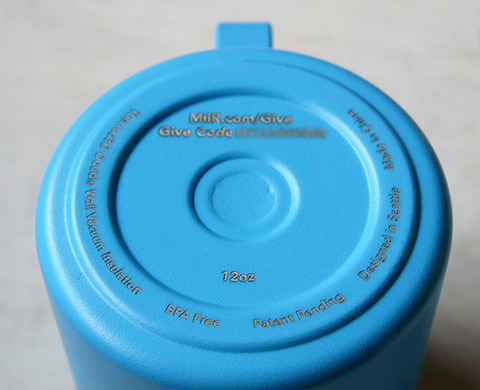 MiiR.com/Give
Give Code
12oz
Double Wall Vacuum Insulation
BPA Free
Patent Pending
Designed in Seattle
Made in China